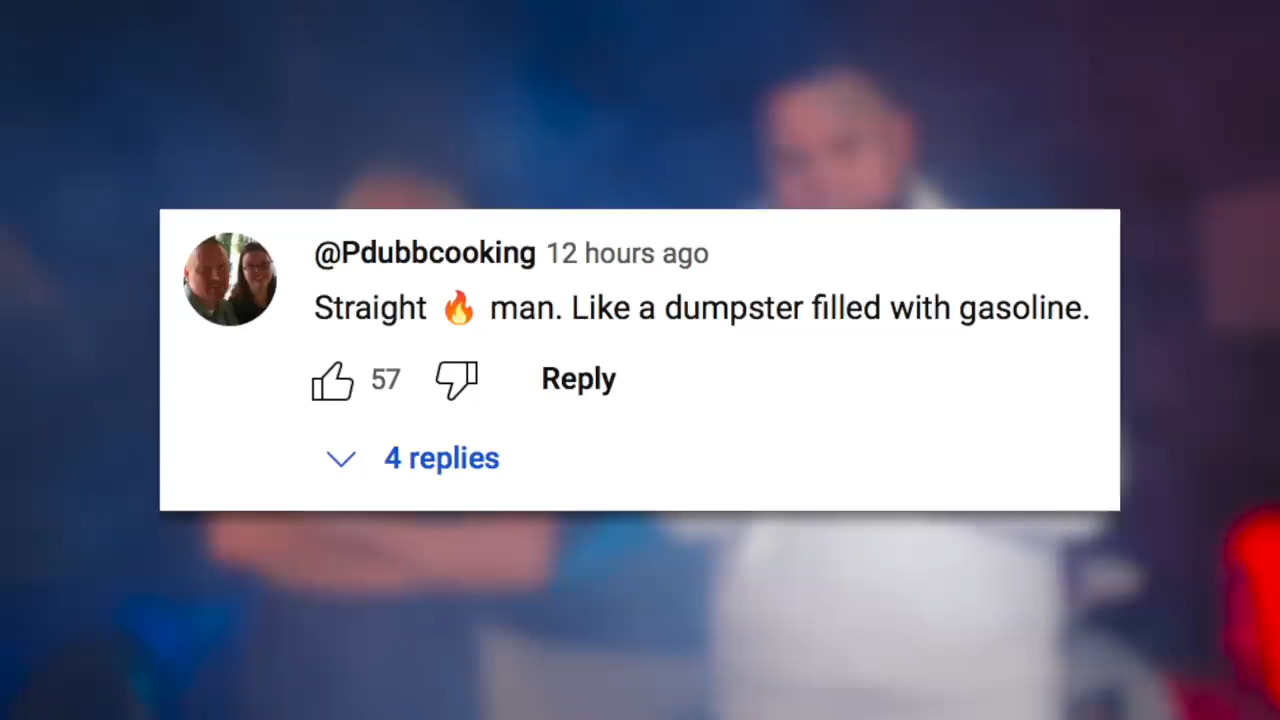 @Pdubbcooking 12 hours ago
Straight 🔥 man. Like a dumpster filled with gasoline.
57 Reply
4 replies